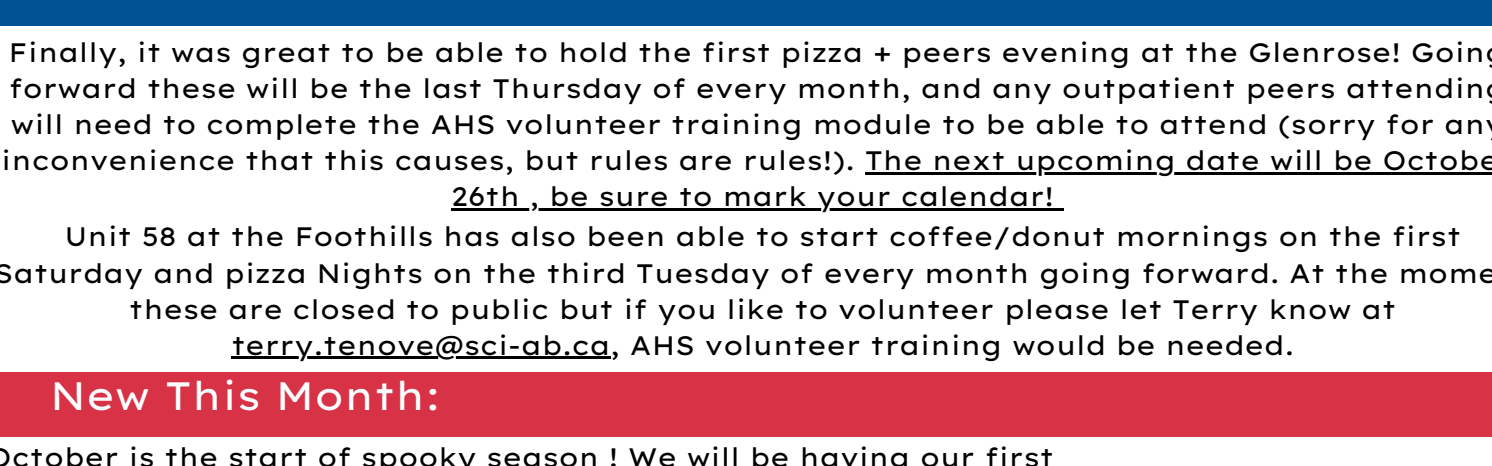 Finally, it was great to be able to hold the first pizza + peers evening at the Glenrose! Going
forward these will be the last Thursday of every month, and any outpatient peers attending
will need to complete the AHS volunteer training module to be able to attend (sorry for any
inconvenience that this causes, but rules are rules!). The next upcoming date will be Octobe
26th , be sure to mark your calendar!
Unit 58 at the Foothills has also been able to start coffee/donut mornings on the first
Saturday and pizza Nights on the third Tuesday of every month going forward. At the mome
these are closed to public but if you like to volunteer please let Terry know at
terry.tenove@sci-ab.ca, AHS volunteer training would be needed.
New This Month:
October is the start of spooky season ! We will be having our first